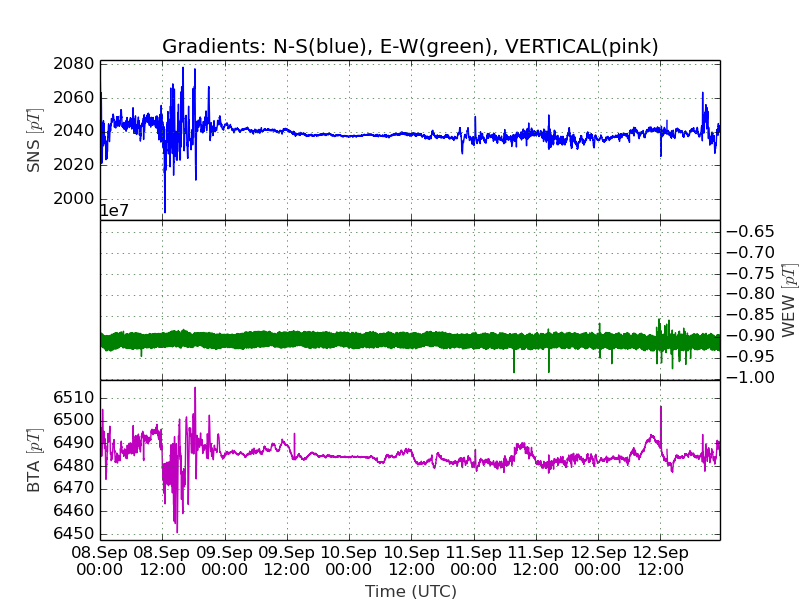 Gradients: N-S(blue), E-W(green), VERTICAL(pink)
2080
2060
2040
2020
2000
SNS [pT]
1e7
−0.65
−0.70
−0.75
−0.80
−0.85
−0.90
−0.95
−1.00
WEW [pT]
6510
6500
6490
6480
6470
6460
6450
BTA [pT]
08.Sep 08.Sep 09.Sep 09.Sep 10.Sep 10.Sep 11.Sep 11.Sep 12.Sep 12.Sep
00:00 12:00 00:00 12:00 00:00 12:00 00:00 12:00 00:00 12:00
Time (UTC)